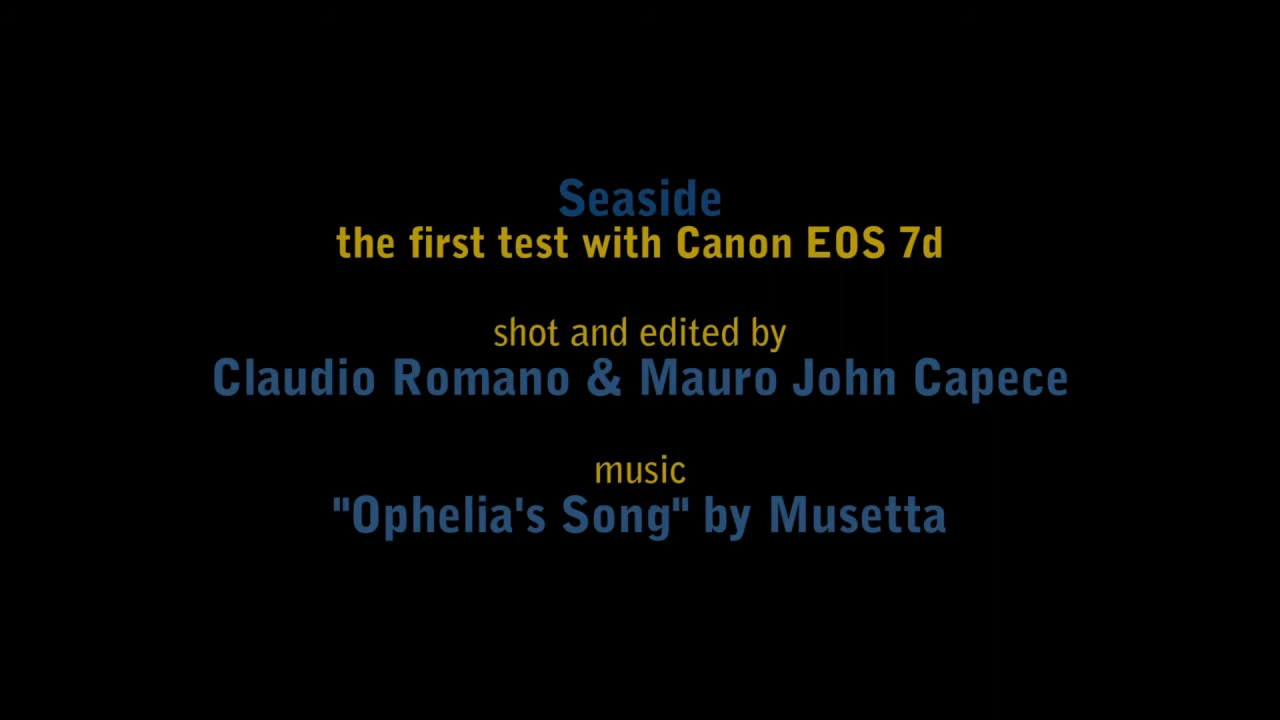 Seaside
the first test with Canon EOS 7d
shot and edited by
Claudio Romano & Mauro John Capece
music
"Ophelia's Song" by Musetta